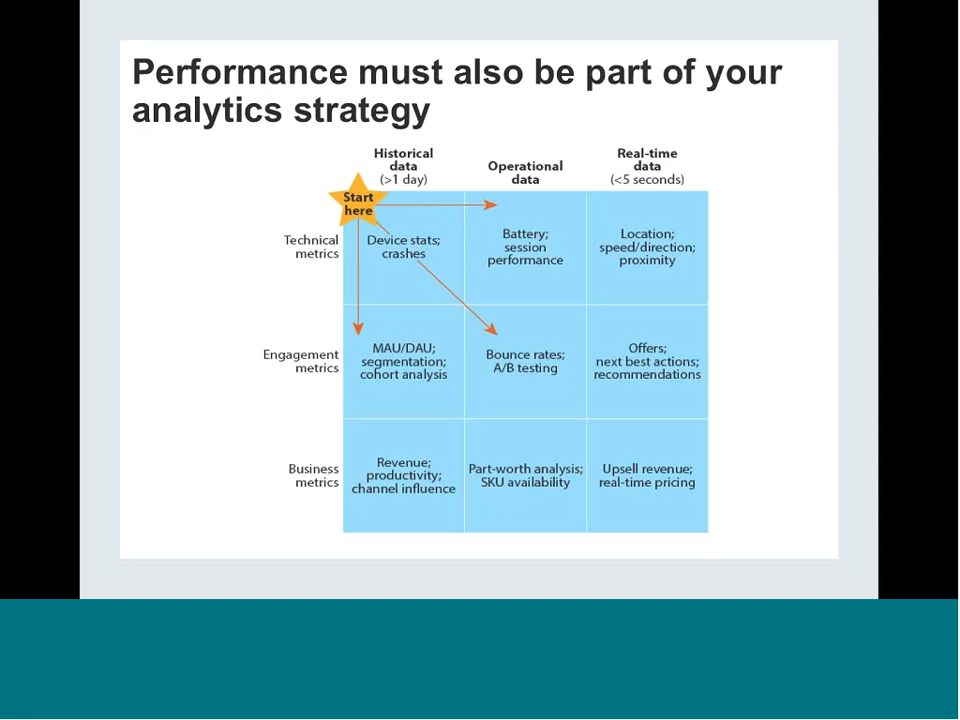 Performance must also be part of your
analytics strategy
Historical
data
(>1 day)
Operational
data
Real-time
data
(<5 seconds)
Start
here
Technical
metrics
Device stats;
crashes
Battery;
session
performance
Location;
speed/direction;
proximity
Engagement
metrics
MAU/DAU;
segmentation;
cohort analysis
Bounce rates;
A/B testing
Offers;
next best actions;
recommendations
Business
metrics
Revenue;
productivity;
channel influence
Part-worth analysis;
SKU availability
Upsell revenue;
real-time pricing